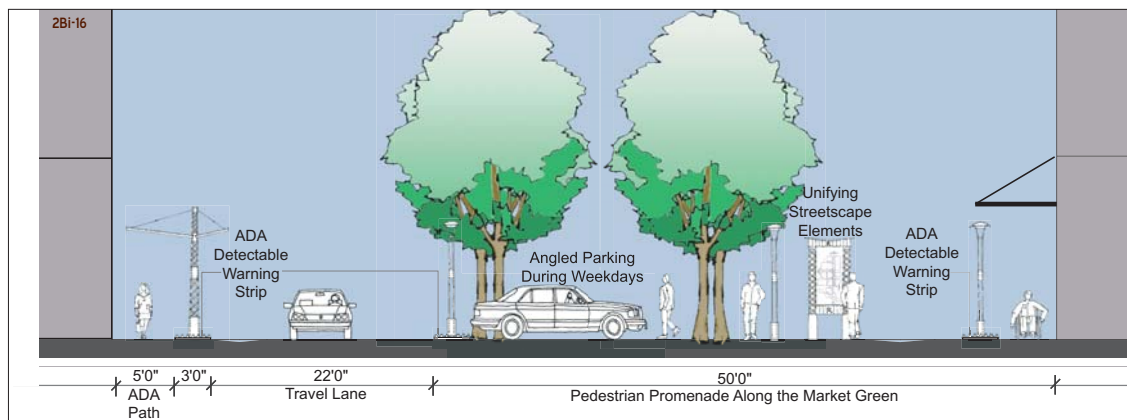 2Bi-16
ADA
Detectable
Warning
Strip
Angled Parking
During Weekdays
Unifying
Streetscape
Elements
ADA
Detectable
Warning
Strip
5'0"
ADA
Path
3'0"
22'0"
Travel Lane
50'0"
Pedestrian Promenade Along the Market Green